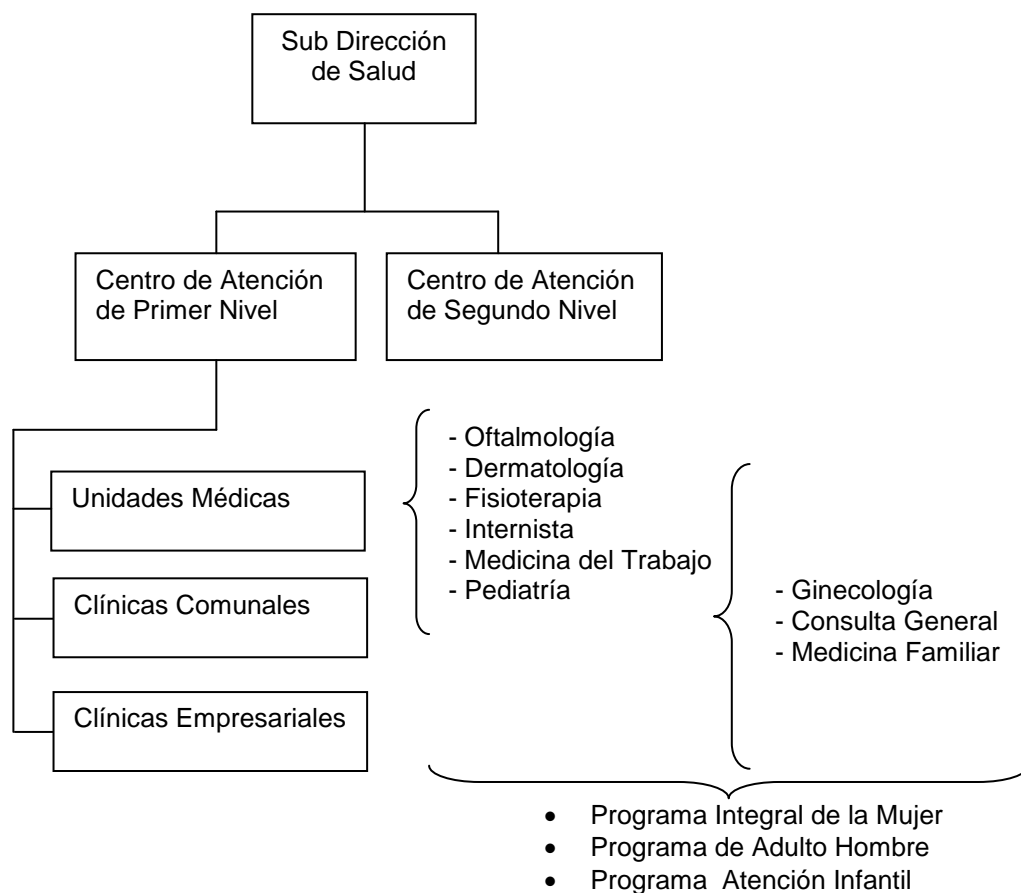 Sub Dirección
de Salud
Centro de Atención
de Primer Nivel
Centro de Atención
de Segundo Nivel
Unidades Médicas
Clínicas Comunales
Clínicas Empresariales
- Oftalmología
- Dermatología
- Fisioterapia
- Internista
- Medicina del Trabajo
- Pediatría
- Ginecología
- Consulta General
- Medicina Familiar
• Programa Integral de la Mujer
• Programa de Adulto Hombre
• Programa Atención Infantil